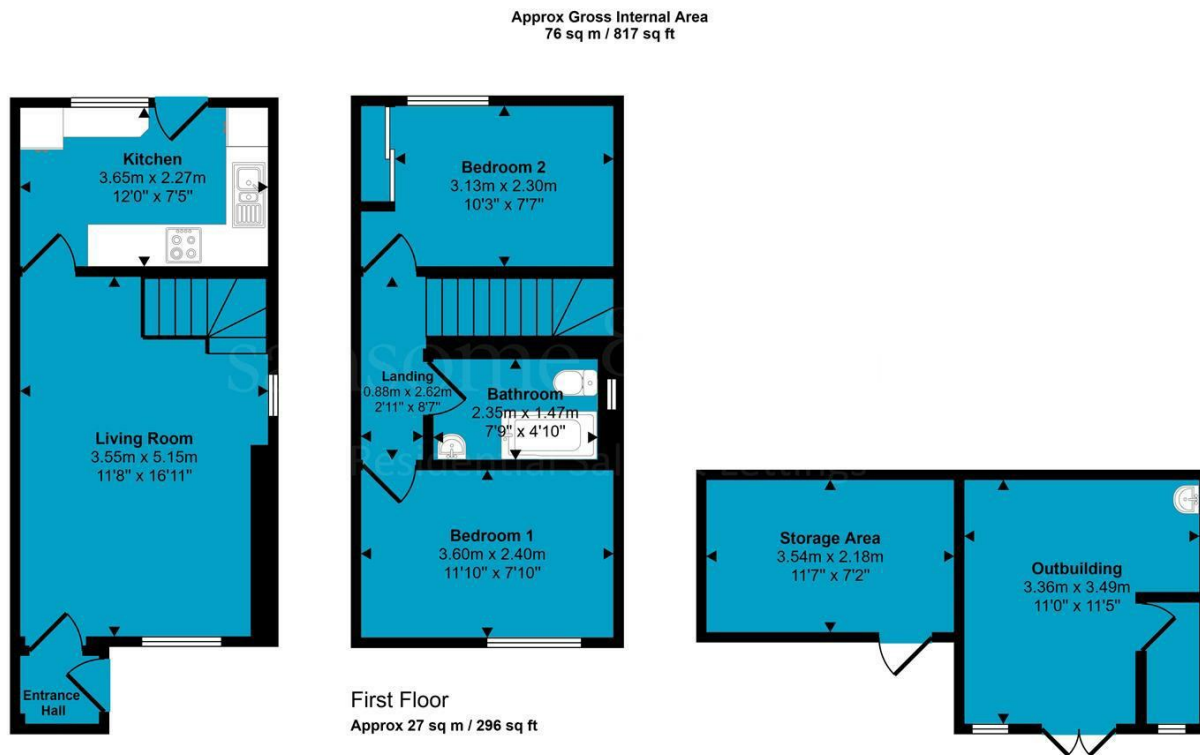 Approx Gross Internal Area
76 sq m / 817 sq ft
Kitchen
3.65m x 2.27m
12'0" x 7'5"
Living Room
3.55m x 5.15m
11'8" x 16'11"
Entrance
Hall
Bedroom 2
3.13m x 2.30m
10'3" x 7'7"
Landing
0.88m x 2.62m
2'11" x 8'7"
Bathroom
2.35m x 1.47m
7'9" x 4'10"
Bedroom 1
3.60m x 2.40m
11'10" x 7'10"
First Floor
Approx 27 sq m / 296 sq ft
Storage Area
3.54m x 2.18m
11'7" x 7'2"
Outbuilding
3.36m x 3.49m
11'0" x 11'5"